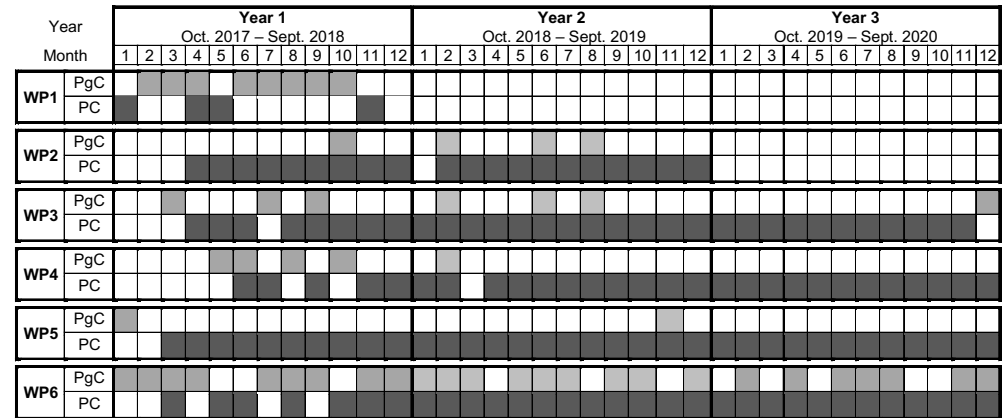 Year Year 1 Year 2 Year 3
Oct. 2017 – Sept. 2018 Oct. 2018 – Sept. 2019 Oct. 2019 – Sept. 2020
Month 1 2 3 4 5 6 7 8 9 10 11 12 1 2 3 4 5 6 7 8 9 10 11 12 1 2 3 4 5 6 7 8 9 10 11 12
WP1 PgC
PC
WP2 PgC
PC
WP3 PgC
PC
WP4 PgC
PC
WP5 PgC
PC
WP6 PgC
PC